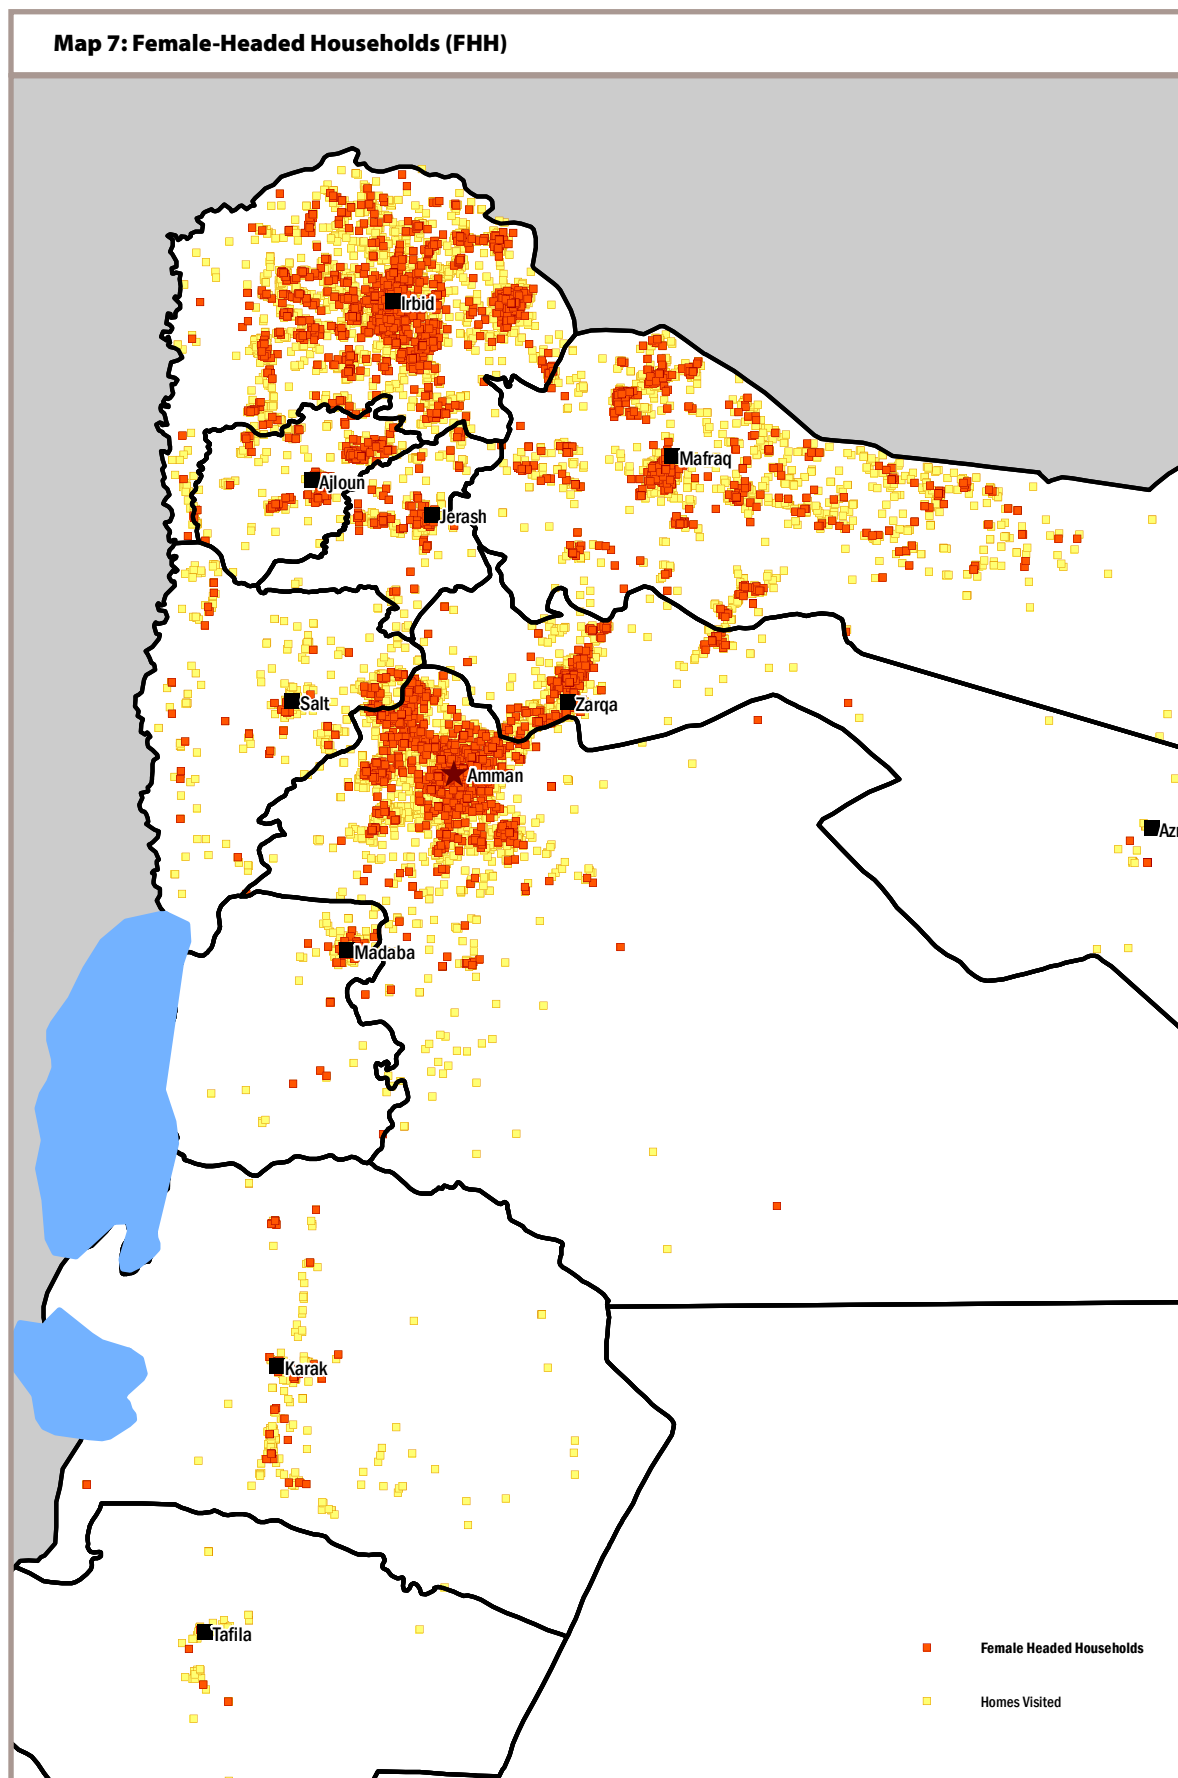 Map 7: Female-Headed Households (FHH)
Irbid
Mafraq
Ajloun
Jerash
Salt
Zarqa
Amman
Madaba
Karak
Tafila
Female Headed Households
Homes Visited